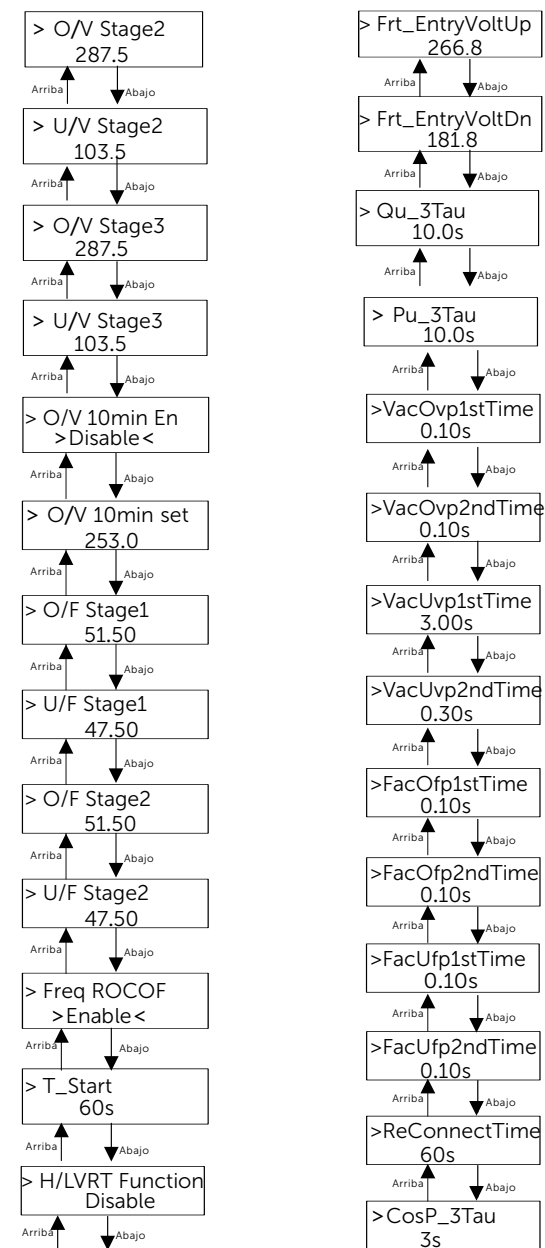 > O/V Stage2
287.5
Arriba Abajo
> U/V Stage2
103.5
Arriba Abajo
> O/V Stage3
287.5
Arriba Abajo
> U/V Stage3
103.5
Arriba Abajo
> O/V 10min En
>Disable<
Arriba Abajo
> O/V 10min set
253.0
Arriba Abajo
> O/F Stage1
51.50
Arriba Abajo
> U/F Stage1
47.50
Arriba Abajo
> O/F Stage2
51.50
Arriba Abajo
> U/F Stage2
47.50
Arriba Abajo
> Freq ROCOF
>Enable<
Arriba Abajo
> T_Start
60s
Arriba Abajo
> H/LVRT Function
Disable
Arriba Abajo
> Frt_EntryVoltUp
266.8
Arriba Abajo
> Frt_EntryVoltDn
181.8
Arriba Abajo
> Qu_3Tau
10.0s
Arriba Abajo
> Pu_3Tau
10.0s
Arriba Abajo
>VacOvp1stTime
0.10s
Arriba Abajo
>VacOvp2ndTime
0.10s
Arriba Abajo
>VacUvp1stTime
3.00s
Arriba Abajo
>VacUvp2ndTime
0.30s
Arriba Abajo
>FacOfp1stTime
0.10s
Arriba Abajo
>FacOfp2ndTime
0.10s
Arriba Abajo
>FacUfp1stTime
0.10s
Arriba Abajo
>FacUfp2ndTime
0.10s
Arriba Abajo
>ReConnectTime
60s
Arriba Abajo
>CosP_3Tau
3s